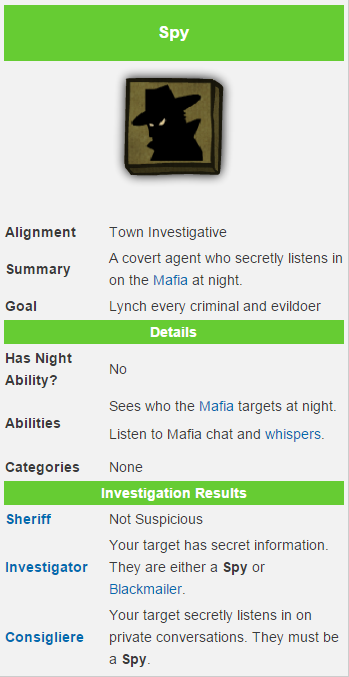 Spy
Alignment Town Investigative
Summary A covert agent who secretly listens in
on the Mafia at night.
Goal Lynch every criminal and evildoer
Details
Has Night
Ability? No
Abilities Sees who the Mafia targets at night.
Listen to Mafia chat and whispers.
Categories None
Investigation Results
Sheriff Not Suspicious
Investigator Your target has secret information.
They are either a Spy or
Blackmailer.
Consigliere Your target secretly listens in on
private conversations. They must be
a Spy.